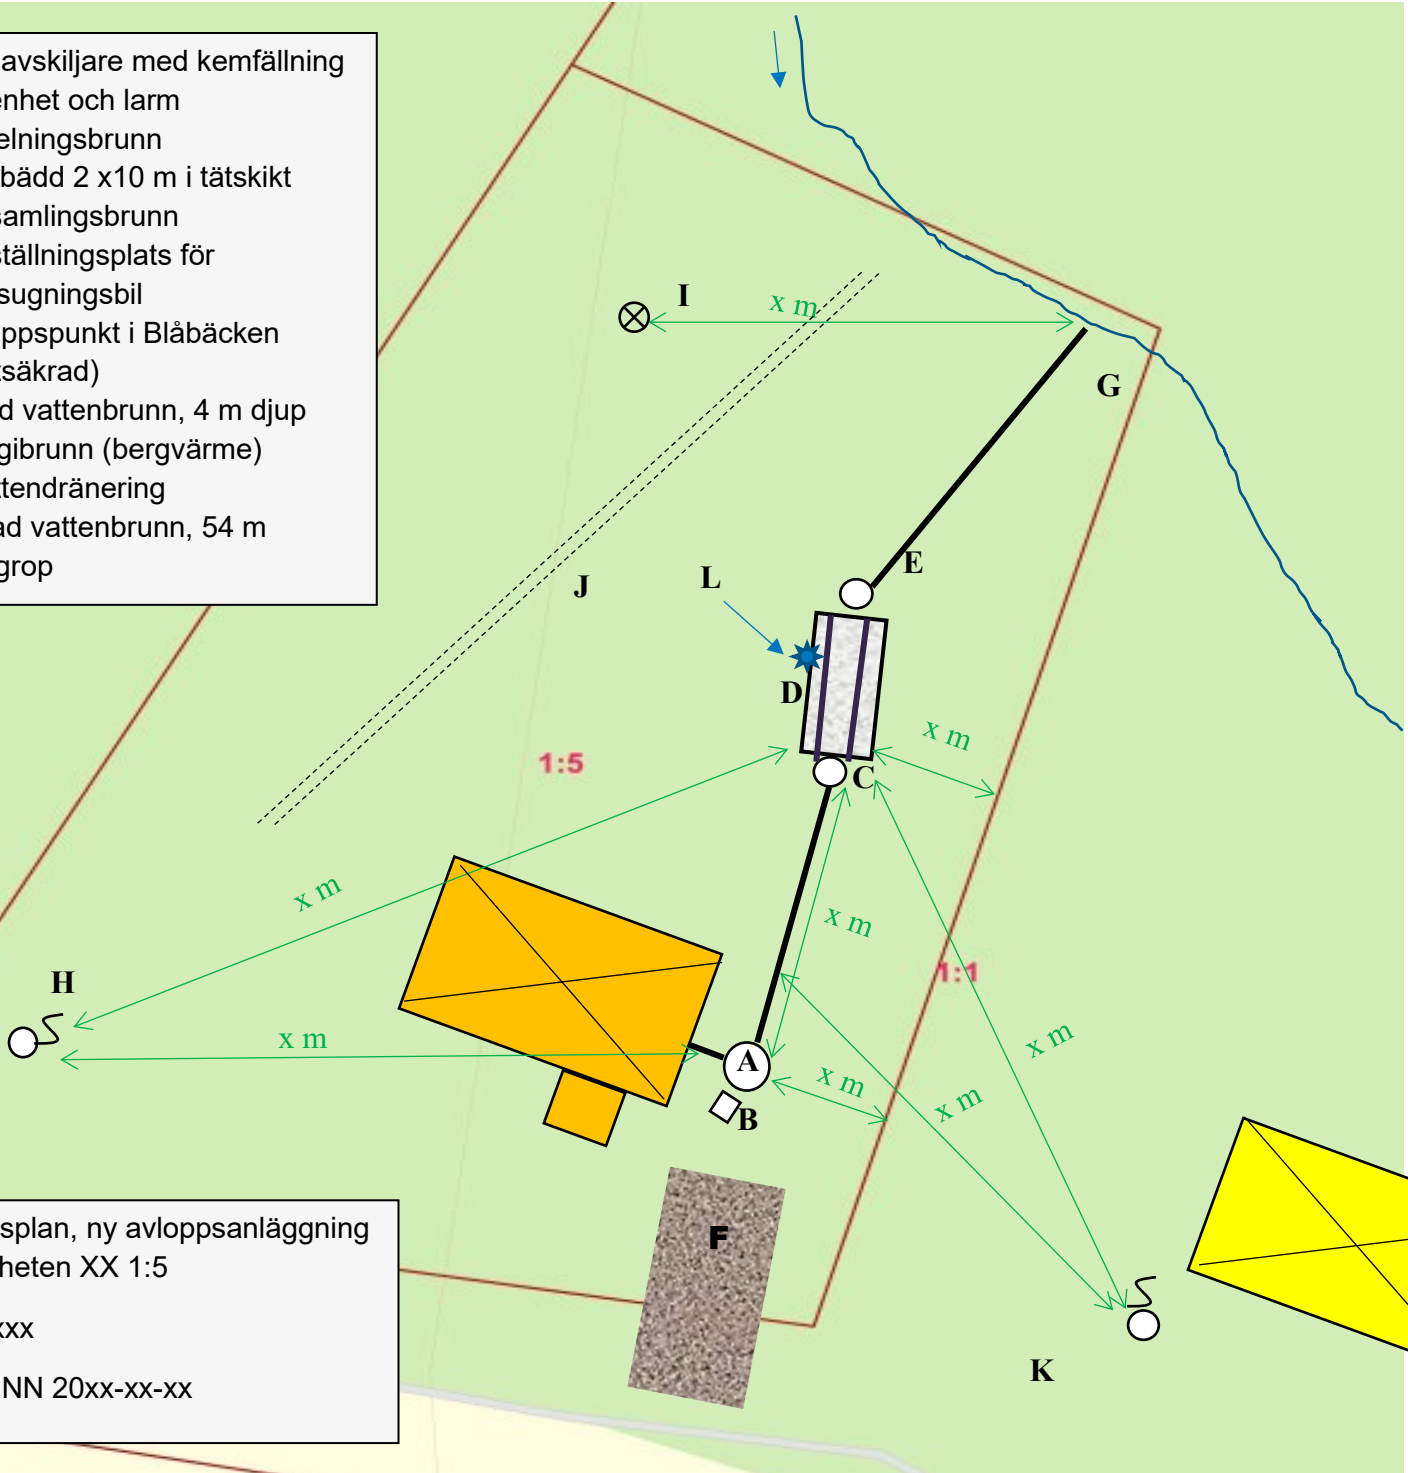 avskiljare med kemfällning
enhet och larm
elningsbrunn
bädd 2 x10 m i tätskikt
samlingsbrunn
ställningsplats för
sugningsbil
ppspunkt i Blåbäcken
tsäkrad)
d vattenbrunn, 4 m djup
gibrunn (bergvärme)
ttendränering
ad vattenbrunn, 54 m
grop
I
x m
G
E
L
J
D
x m
1:5
C
x m
x m
H
1:1
x m
x m
A
x m
x m
B
F
K
splan, ny avloppsanläggning
heten XX 1:5
xxx
NN 20xx-xx-xx